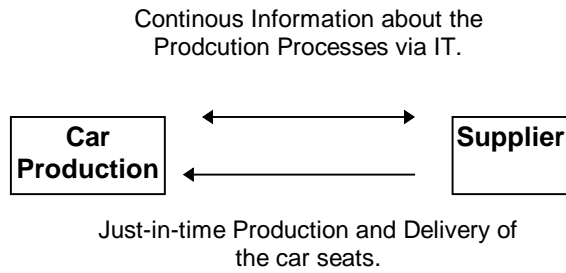 Continous Information about the
Prodcution Processes via IT.
Car
Production
Supplier
Just-in-time Production and Delivery of
the car seats.